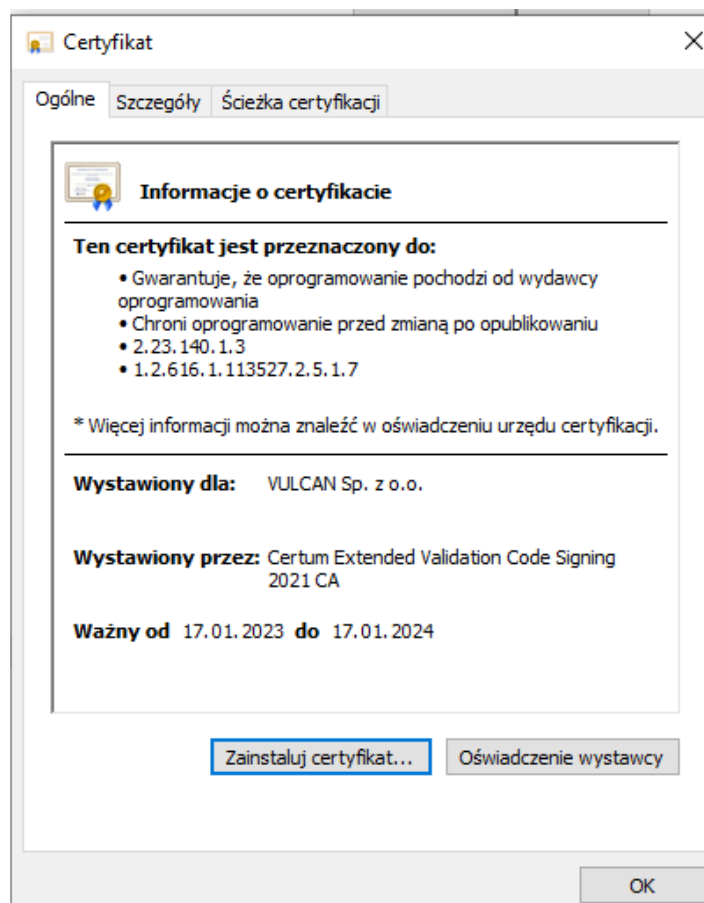 Certyfikat
Ogólne Szczegóły Ścieżka certyfikacji
Informacje o certyfikacie
Ten certyfikat jest przeznaczony do:
• Gwarantuje, że oprogramowanie pochodzi od wydawcy
oprogramowania
• Chroni oprogramowanie przed zmianą po opublikowaniu
• 2.23.140.1.3
• 1.2.616.1.113527.2.5.1.7
* Więcej informacji można znaleźć w oświadczeniu urzędu certyfikacji.
Wystawiony dla: VULCAN Sp. z o.o.
Wystawiony przez: Certum Extended Validation Code Signing
2021 CA
Ważny od 17.01.2023 do 17.01.2024
Zainstaluj certyfikat... Oświadczenie wystawcy
OK